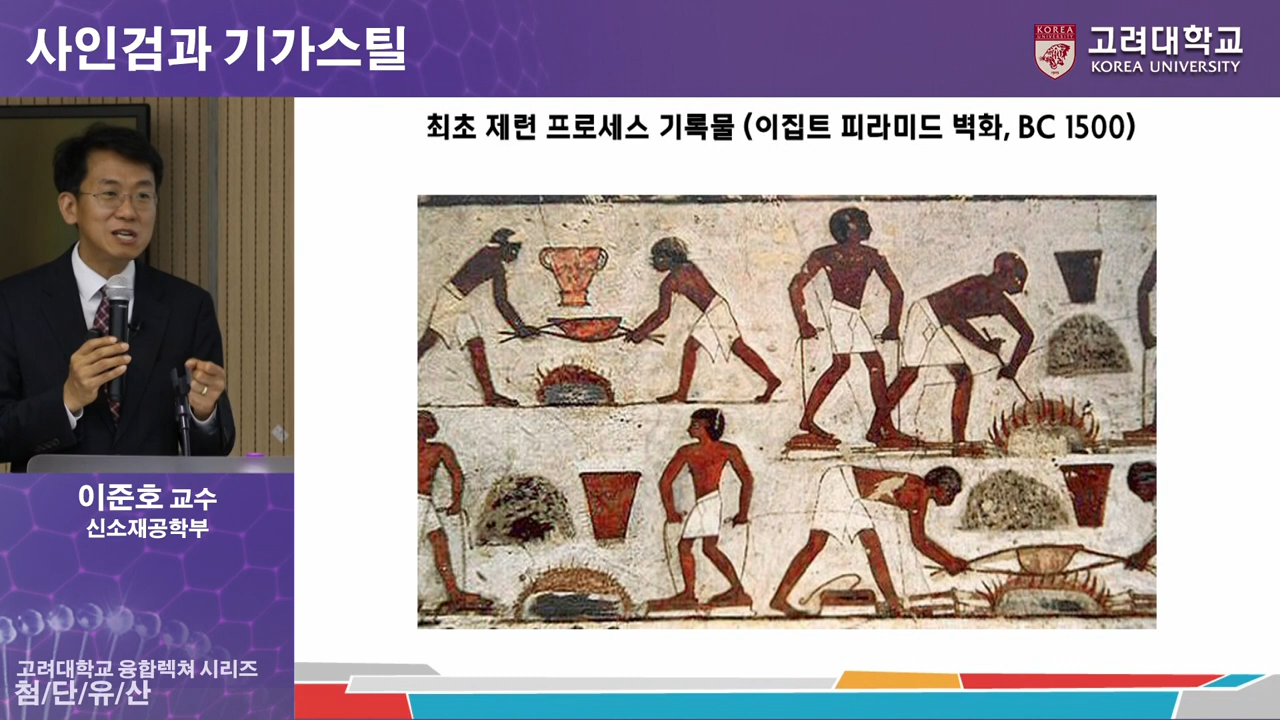 사인검과 기가스틸
KOREA
UNIVERSITY
고려대학교
KOREA UNIVERSITY
최초 제련 프로세스 기록물 (이집트 피라미드 벽화, BC 1500)
이준호 교수
신소재공학부
고려대학교 융합렉쳐 시리즈
첨/단/유/산